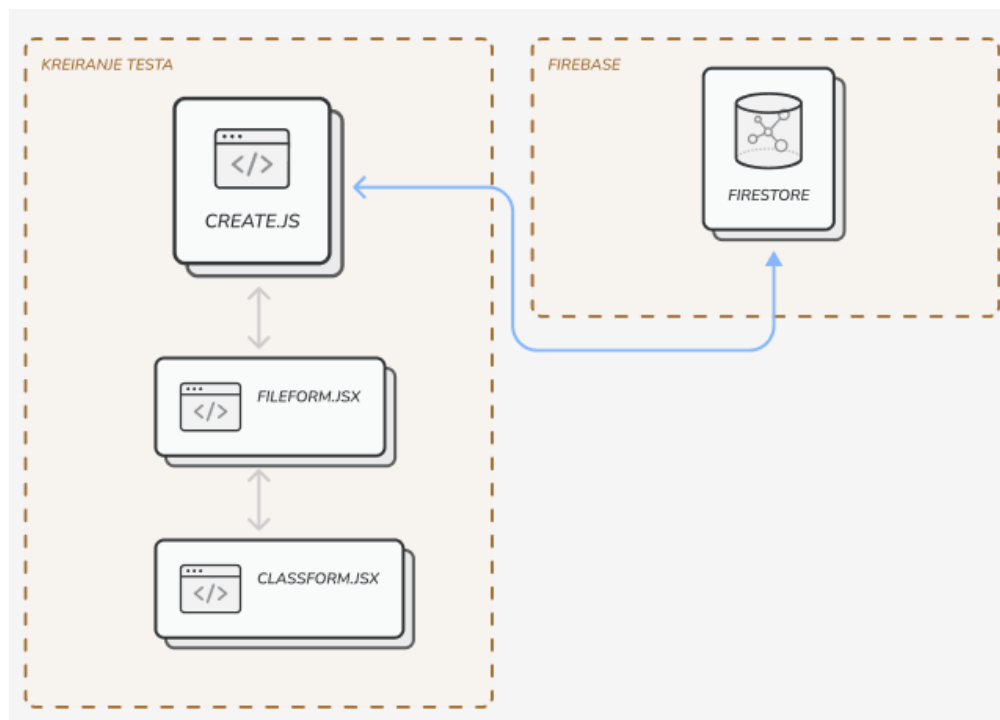 KREIRANJE TESTA
FIREBASE
</>
CREATE.JS
FIRESTORE
</>
FILEFORM.JSX
</>
CLASSFORM.JSX